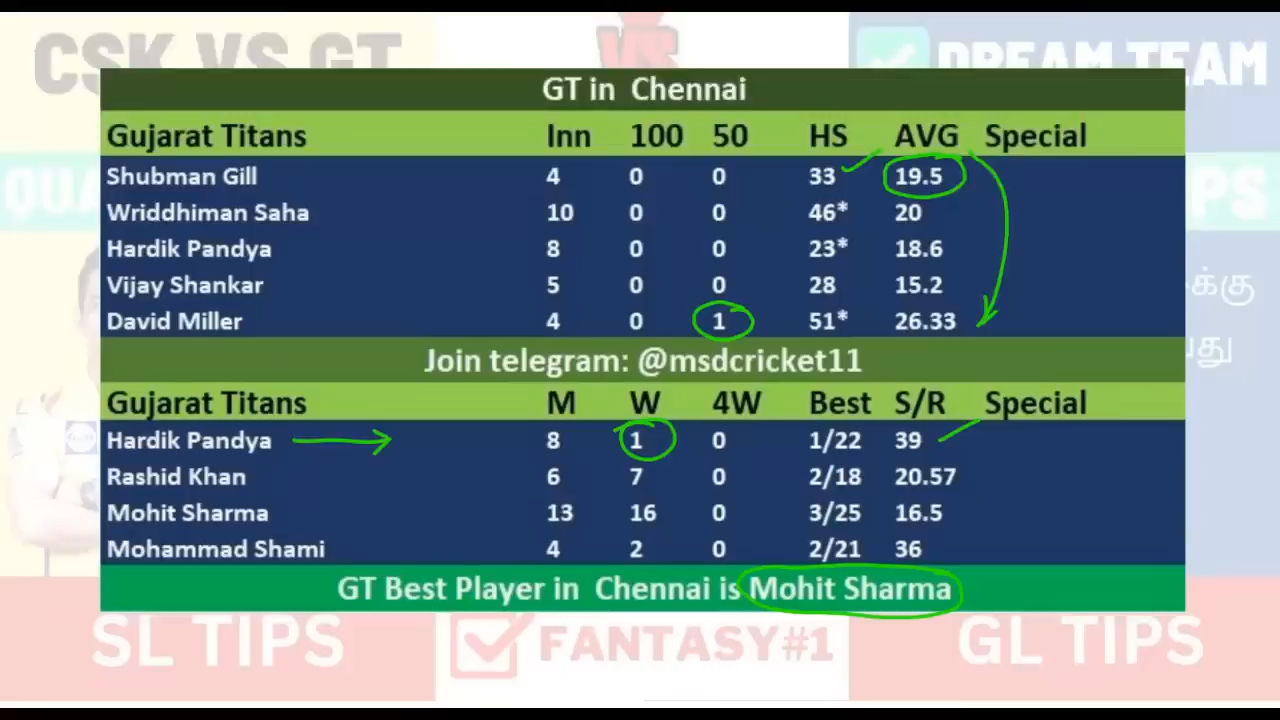 CSK VS GT
VS
DREAM TEAM
GT in Chennai
Gujarat Titans Inn 100 50 HS AVG Special
Shubman Gill 4 0 0 33 19.5
Wriddhiman Saha 10 0 0 46* 20
Hardik Pandya 8 0 0 23* 18.6
Vijay Shankar 5 0 0 28 15.2
David Miller 4 0 1 51* 26.33
Join telegram: @msdcricket11
Gujarat Titans M W 4W Best S/R Special
Hardik Pandya 8 1 0 1/22 39
Rashid Khan 6 7 0 2/18 20.57
Mohit Sharma 13 16 0 3/25 16.5
Mohammad Shami 4 2 0 2/21 36
GT Best Player in Chennai is Mohit Sharma
SL TIPS
FANTASY#1
GL TIPS